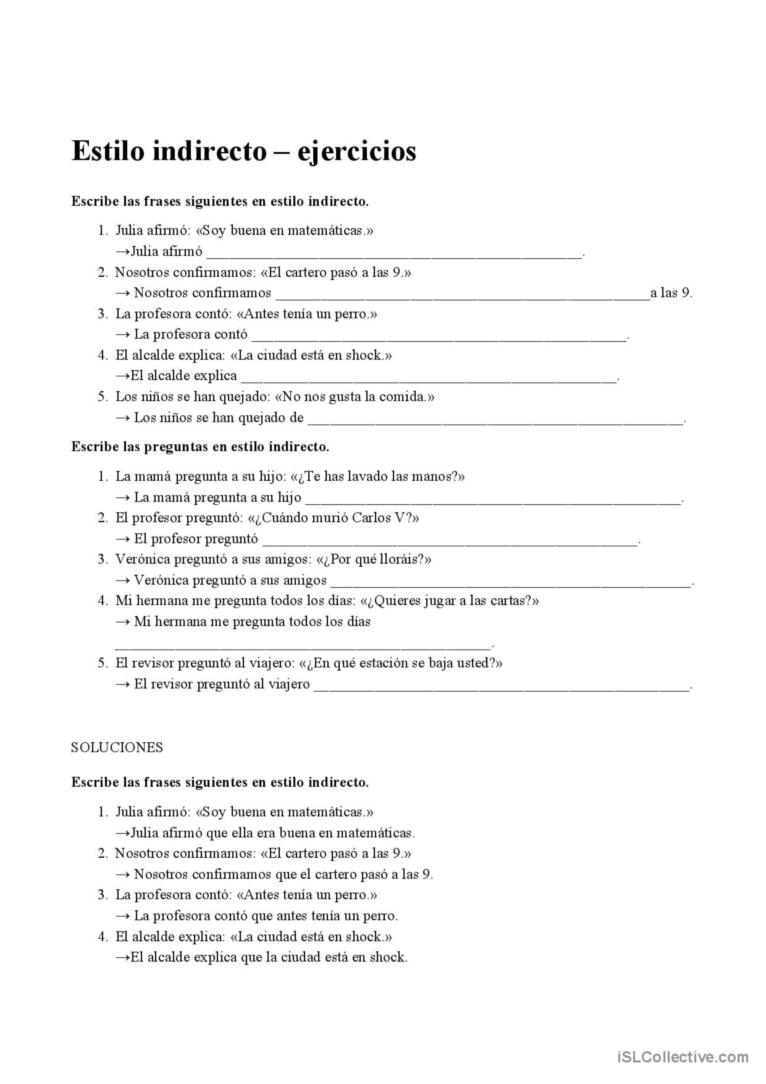 Estilo indirecto – ejercicios
Escribe las frases siguientes en estilo indirecto.
1. Julia afirmó: «Soy buena en matemáticas.»
→Julia afirmó ____________________________________________________.
2. Nosotros confirmamos: «El cartero pasó a las 9.»
→ Nosotros confirmamos ____________________________________________________a las 9.
3. La profesora contó: «Antes tenía un perro.»
→ La profesora contó ____________________________________________________.
4. El alcalde explica: «La ciudad está en shock.»
→El alcalde explica ____________________________________________________.
5. Los niños se han quejado: «No nos gusta la comida.»
→ Los niños se han quejado de ____________________________________________________.
Escribe las preguntas en estilo indirecto.
1. La mamá pregunta a su hijo: «¿Te has lavado las manos?»
→ La mamá pregunta a su hijo ____________________________________________________.
2. El profesor preguntó: «¿Cuándo murió Carlos V?»
→ El profesor preguntó ____________________________________________________.
3. Verónica preguntó a sus amigos: «¿Por qué lloráis?»
→ Verónica preguntó a sus amigos __________________________________________________.
4. Mi hermana me pregunta todos los días: «¿Quieres jugar a las cartas?»
→ Mi hermana me pregunta todos los días
____________________________________________________.
5. El revisor preguntó al viajero: «¿En qué estación se baja usted?»
→ El revisor preguntó al viajero ____________________________________________________.
SOLUCIONES
Escribe las frases siguientes en estilo indirecto.
1. Julia afirmó: «Soy buena en matemáticas.»
→Julia afirmó que ella era buena en matemáticas.
2. Nosotros confirmamos: «El cartero pasó a las 9.»
→ Nosotros confirmamos que el cartero pasó a las 9.
3. La profesora contó: «Antes tenía un perro.»
→ La profesora contó que antes tenía un perro.
4. El alcalde explica: «La ciudad está en shock.»
→El alcalde explica que la ciudad está en shock.
iSLCollective.com